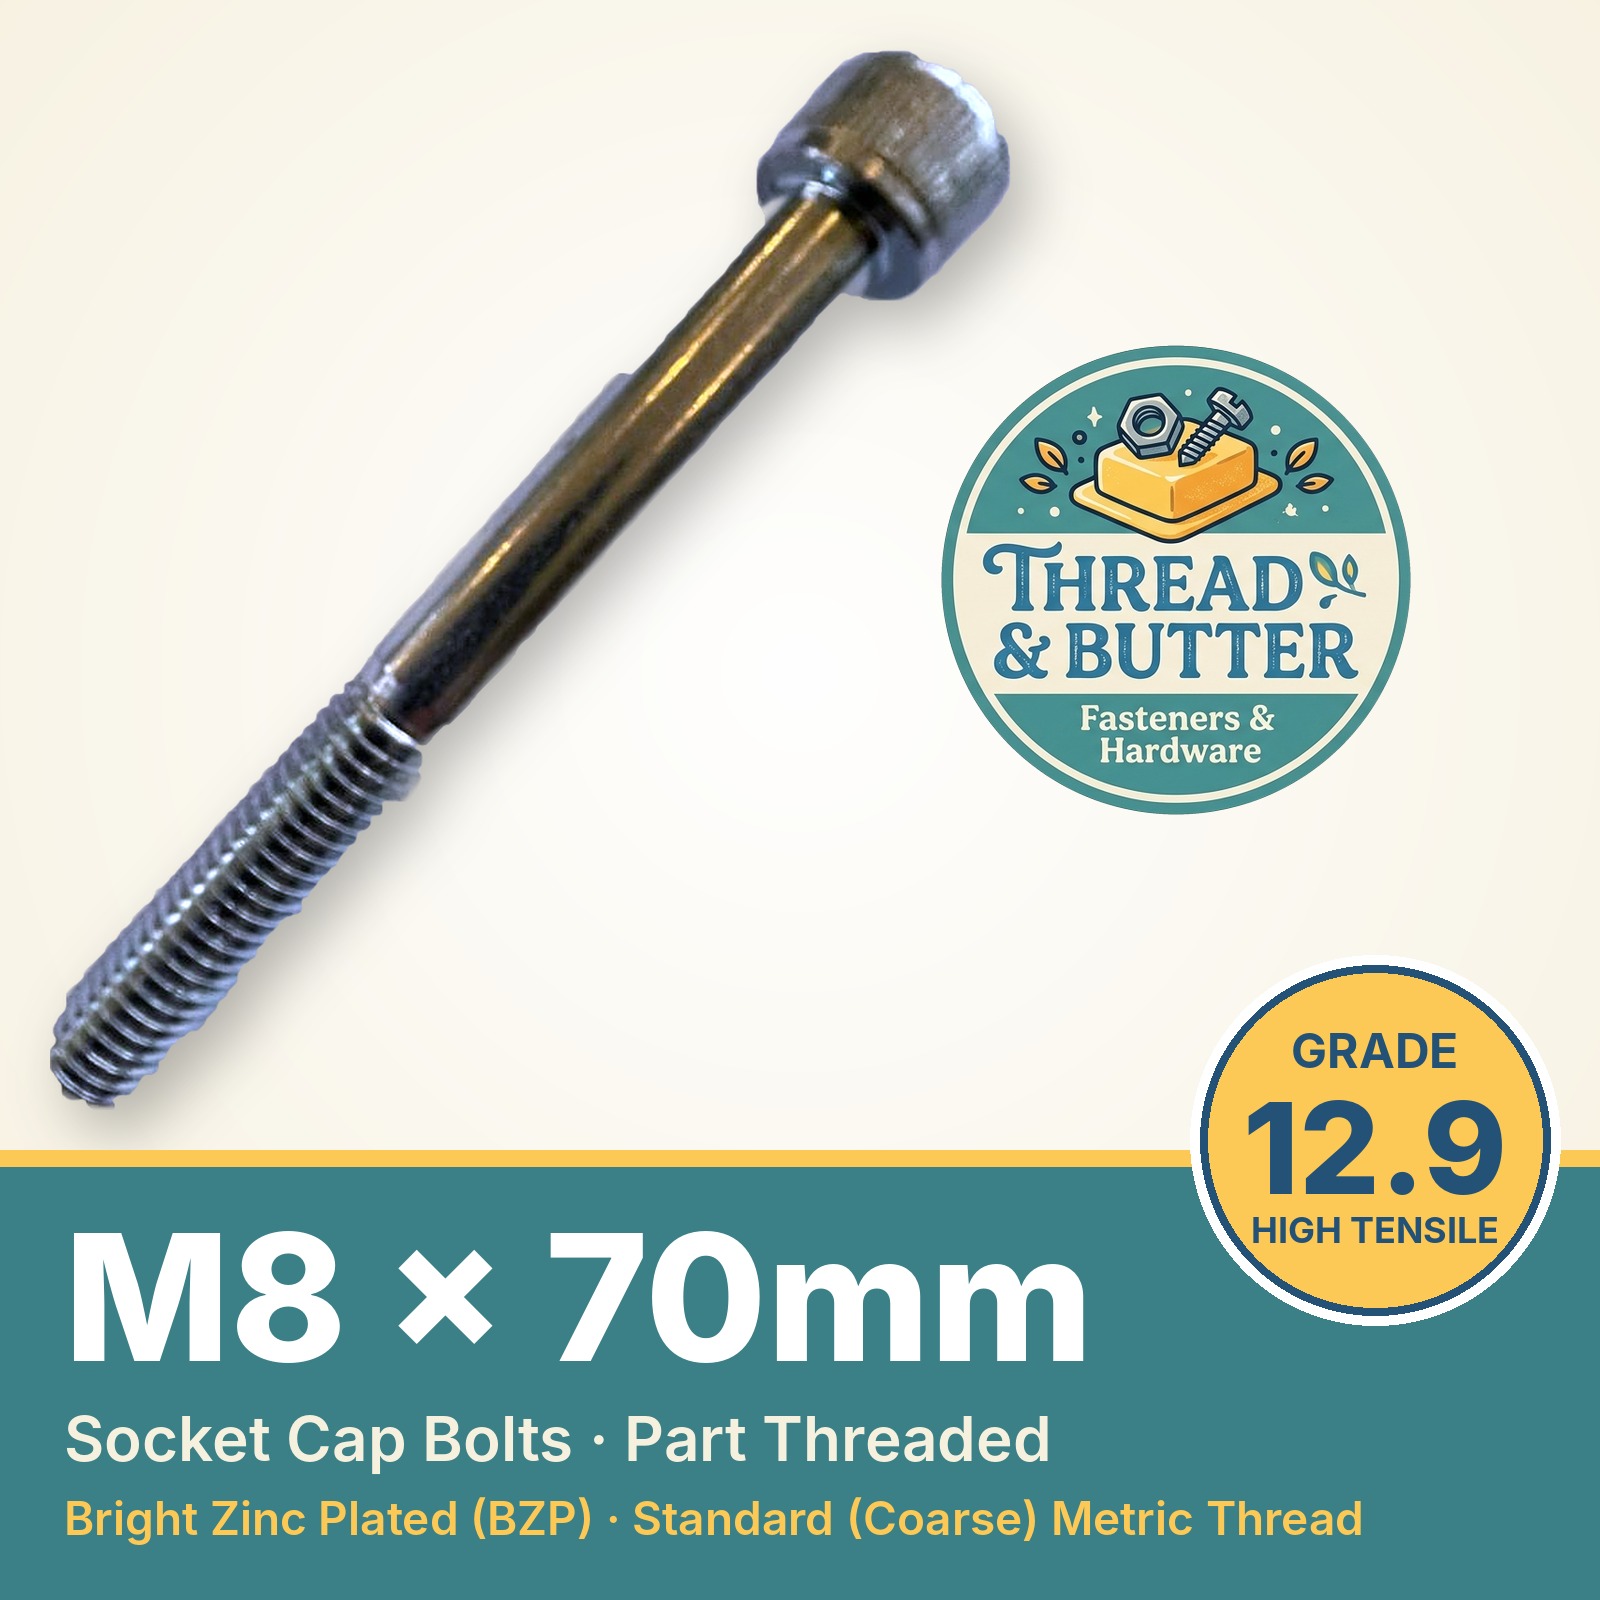 THREAD
& BUTTER
Fasteners &
Hardware
GRADE
12.9
HIGH TENSILE
M8 × 70mm
Socket Cap Bolts · Part Threaded
Bright Zinc Plated (BZP) · Standard (Coarse) Metric Thread